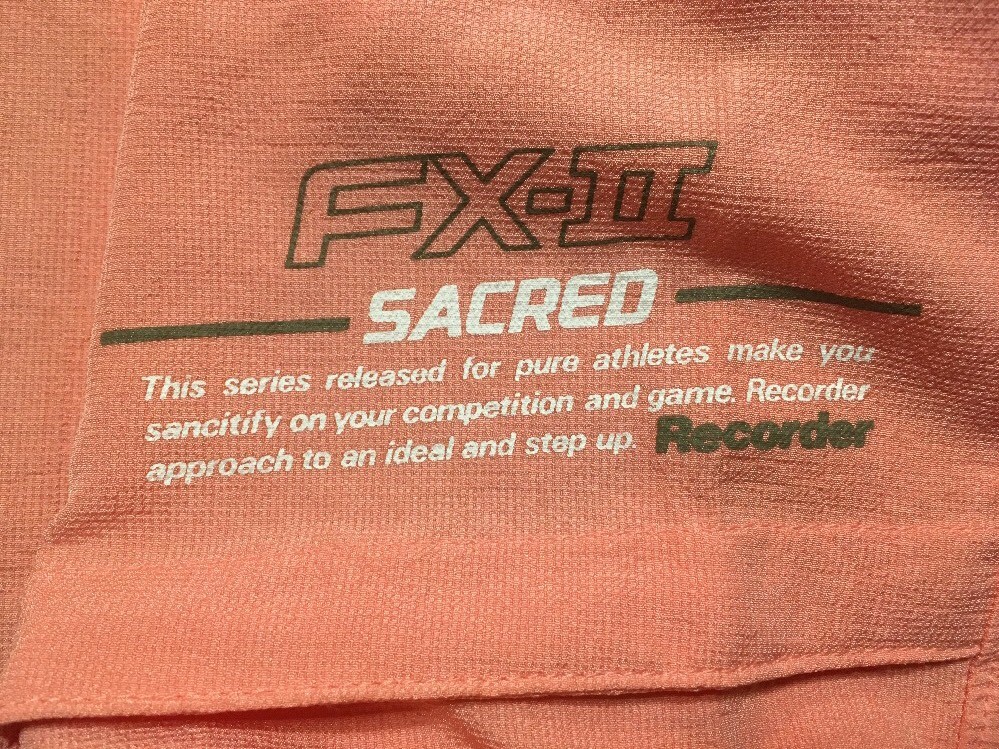 FX-II
SACRED
This series released for pure athletes make you
sancitify on your competition and game. Recorder
approach to an ideal and step up. Recorder